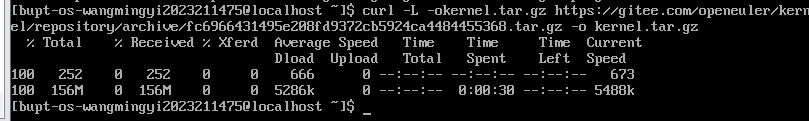 [bupt-os-wangmingyi2023211475@localhost ~]$ curl -L -okernel.tar.gz https://gitee.com/openeuler/kern
el/repository/archive/fc6966431495e208fd9372cb5924ca4484455368.tar.gz -o kernel.tar.gz
  % Total    % Received % Xferd  Average Speed   Time    Time     Time  Current
                                 Dload  Upload   Total   Spent    Left  Speed
100   252    0   252    0     0    666      0 --:--:-- --:--:-- --:--:--   673
100  156M    0  156M    0     0  5286k      0 --:--:--  0:00:30 --:--:-- 5488k
[bupt-os-wangmingyi2023211475@localhost ~]$ _